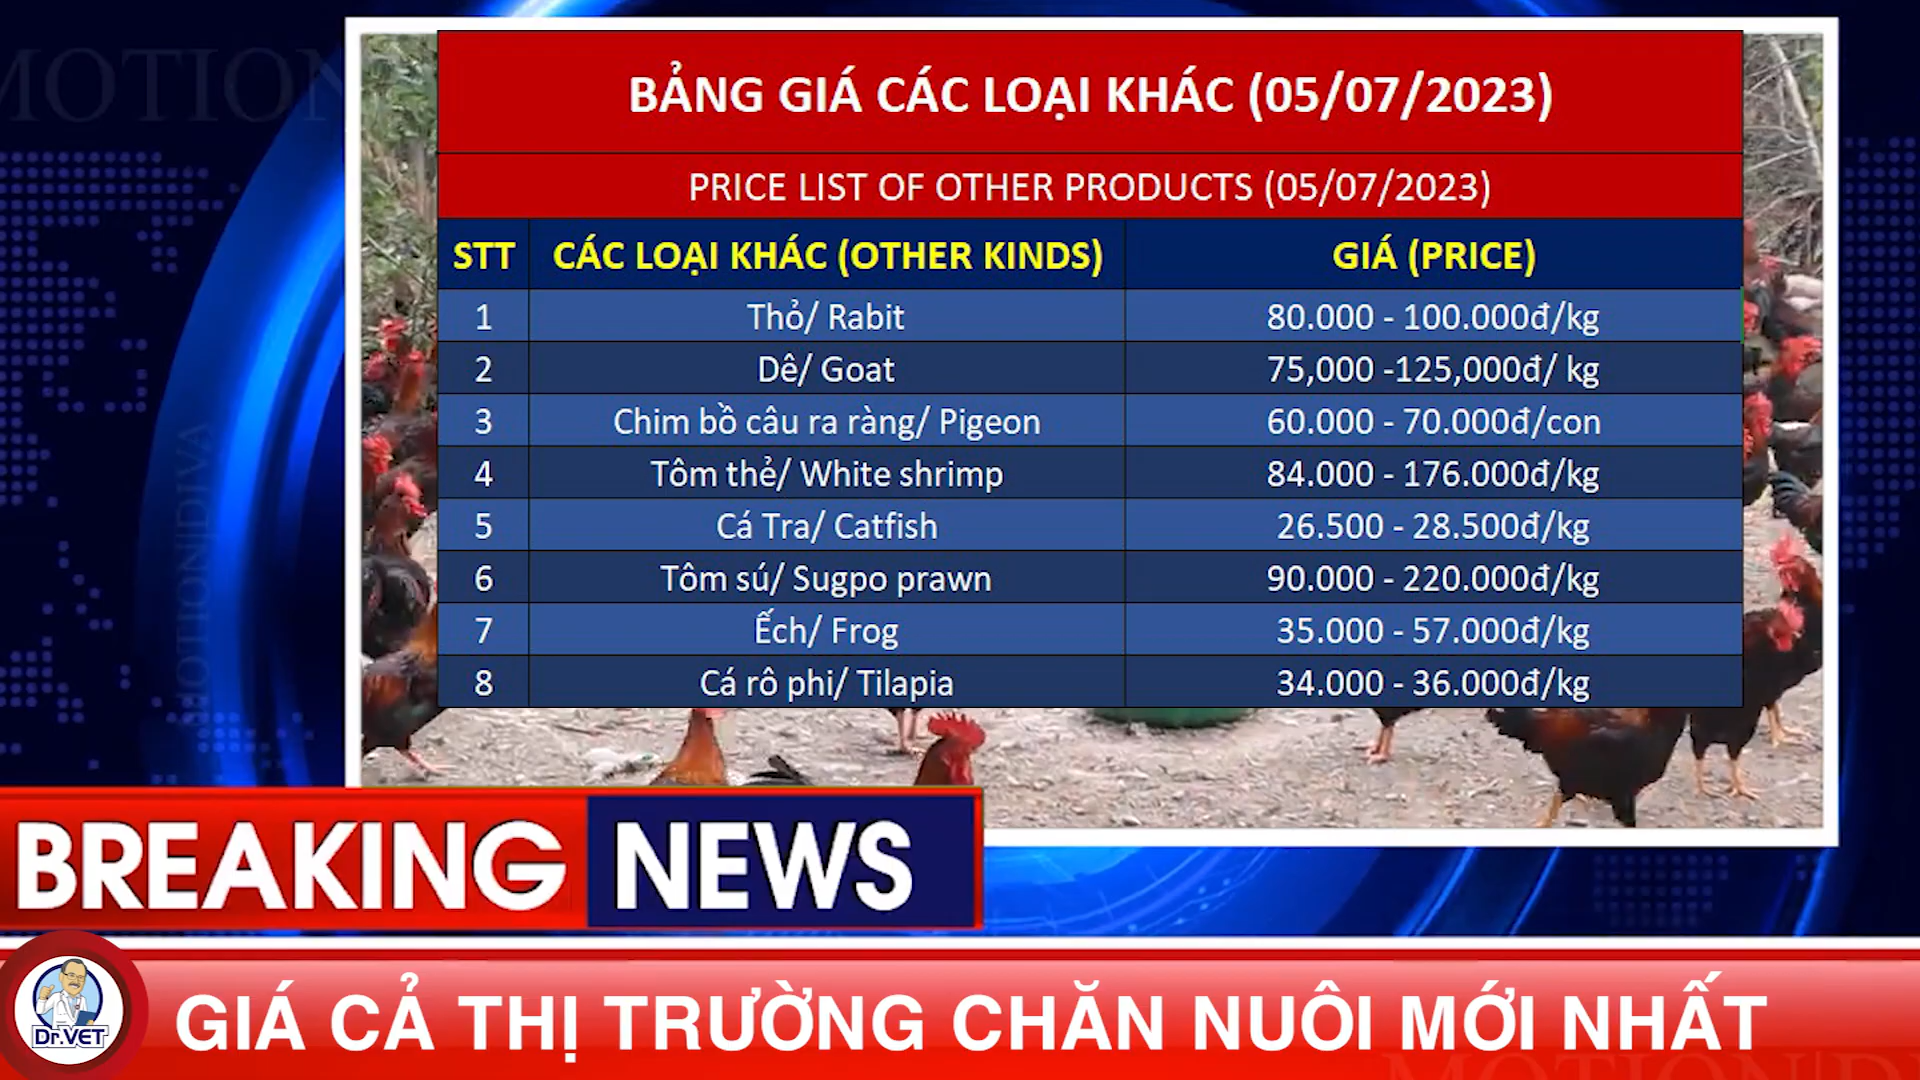 MOTION
BẢNG GIÁ CÁC LOẠI KHÁC (05/07/2023)
PRICE LIST OF OTHER PRODUCTS (05/07/2023)
STT CÁC LOẠI KHÁC (OTHER KINDS) GIÁ (PRICE)
1 Thỏ/ Rabit 80.000 - 100.000đ/kg
2 Dê/ Goat 75,000 -125,000đ/ kg
3 Chim bồ câu ra ràng/ Pigeon 60.000 - 70.000đ/con
4 Tôm thẻ/ White shrimp 84.000 - 176.000đ/kg
5 Cá Tra/ Catfish 26.500 - 28.500đ/kg
6 Tôm sú/ Sugpo prawn 90.000 - 220.000đ/kg
7 Ếch/ Frog 35.000 - 57.000đ/kg
8 Cá rô phi/ Tilapia 34.000 - 36.000đ/kg
MOTION|DIVA
BREAKING NEWS
Dr.VET
GIÁ CẢ THỊ TRƯỜNG CHĂN NUÔI MỚI NHẤT